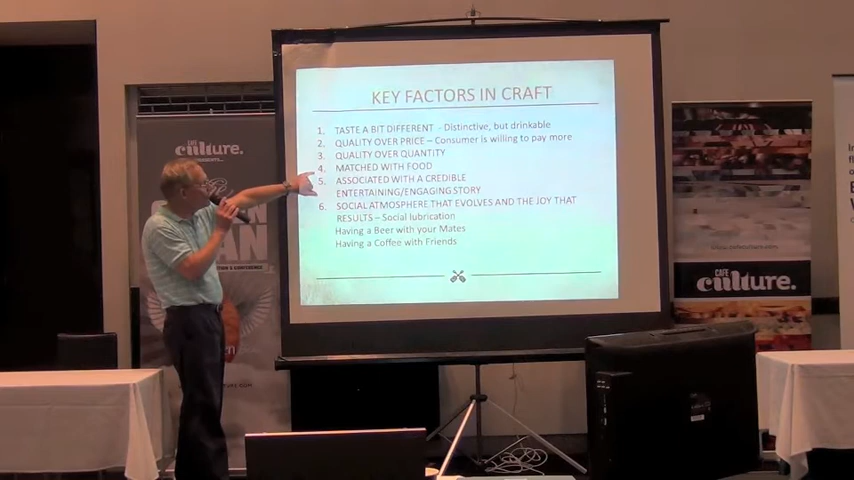 KEY FACTORS IN CRAFT
1. TASTE A BIT DIFFERENT - Distinctive, but drinkable
2. QUALITY OVER PRICE – Consumer is willing to pay more
3. QUALITY OVER QUANTITY
4. MATCHED WITH FOOD
5. ASSOCIATED WITH A CREDIBLE
ENTERTAINING/ENGAGING STORY
6. SOCIAL ATMOSPHERE THAT EVOLVES AND THE JOY THAT
RESULTS – Social lubrication
Having a Beer with your Mates
Having a Coffee with Friends
CAFE culture.
CAFE culture.